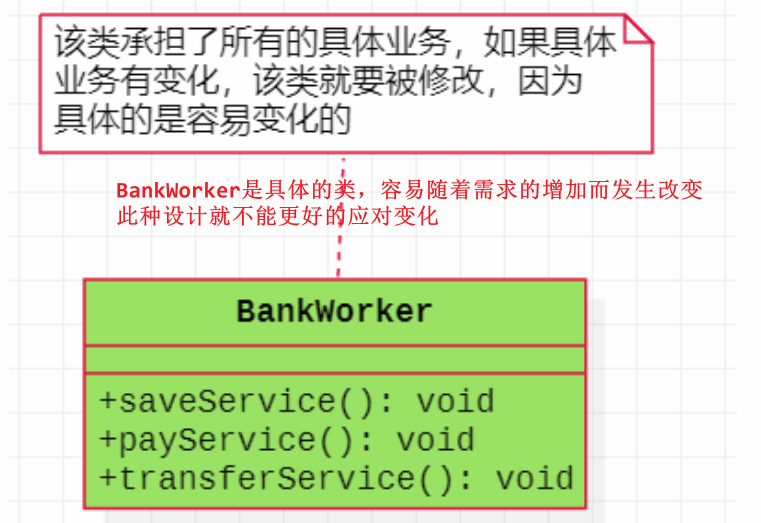 该类承担了所有的具体业务，如果具体
业务有变化，该类就要被修改，因为
具体的是容易变化的
BankWorker是具体的类，容易随着需求的增加而发生改变
此种设计就不能更好的应对变化
BankWorker
+saveService(): void
+payService(): void
+transferService(): void